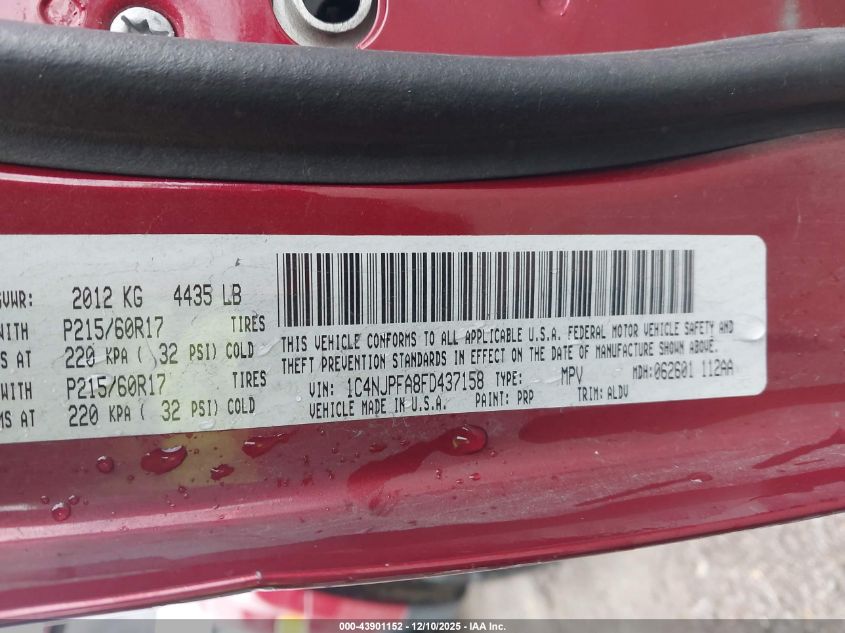 GVWR: 2012 KG 4435 LB
WITH P215/60R17 TIRES
MS AT 220 KPA ( 32 PSI) COLD
WITH P215/60R17 TIRES
MS AT 220 KPA ( 32 PSI) COLD
THIS VEHICLE CONFORMS TO ALL APPLICABLE U.S.A. FEDERAL MOTOR VEHICLE SAFETY AND
THEFT PREVENTION STANDARDS IN EFFECT ON THE DATE OF MANUFACTURE SHOWN ABOVE.
VIN: 1C4NJPFA8FD437158 TYPE: MPV MDH:062601 112AA
VEHICLE MADE IN U.S.A. PAINT: PRP TRIM: ALDV
000-43901152 - 12/10/2025 - IAA Inc.